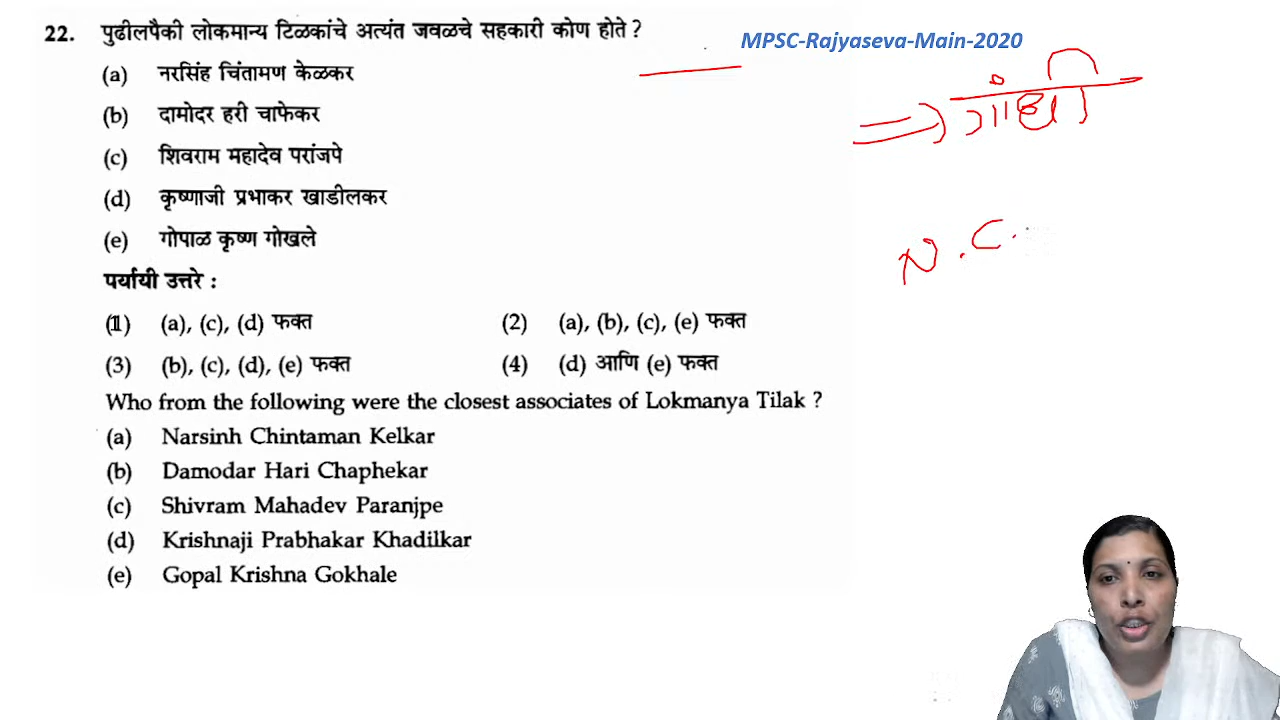 22. पुढीलपैकी लोकमान्य टिळकांचे अत्यंत जवळचे सहकारी कोण होते ?
MPSC-Rajyaseva-Main-2020
(a) नरसिंह चिंतामण केळकर
(b) दामोदर हरी चाफेकर
(c) शिवराम महादेव परांजपे
(d) कृष्णाजी प्रभाकर खाडीलकर
(e) गोपाळ कृष्ण गोखले
पर्यायी उत्तरे :
(1) (a), (c), (d) फक्त (2) (a), (b), (c), (e) फक्त
(3) (b), (c), (d), (e) फक्त (4) (d) आणि (e) फक्त
Who from the following were the closest associates of Lokmanya Tilak ?
(a) Narsinh Chintaman Kelkar
(b) Damodar Hari Chaphekar
(c) Shivram Mahadev Paranjpe
(d) Krishnaji Prabhakar Khadilkar
(e) Gopal Krishna Gokhale
⇒ गांधी
N.C.